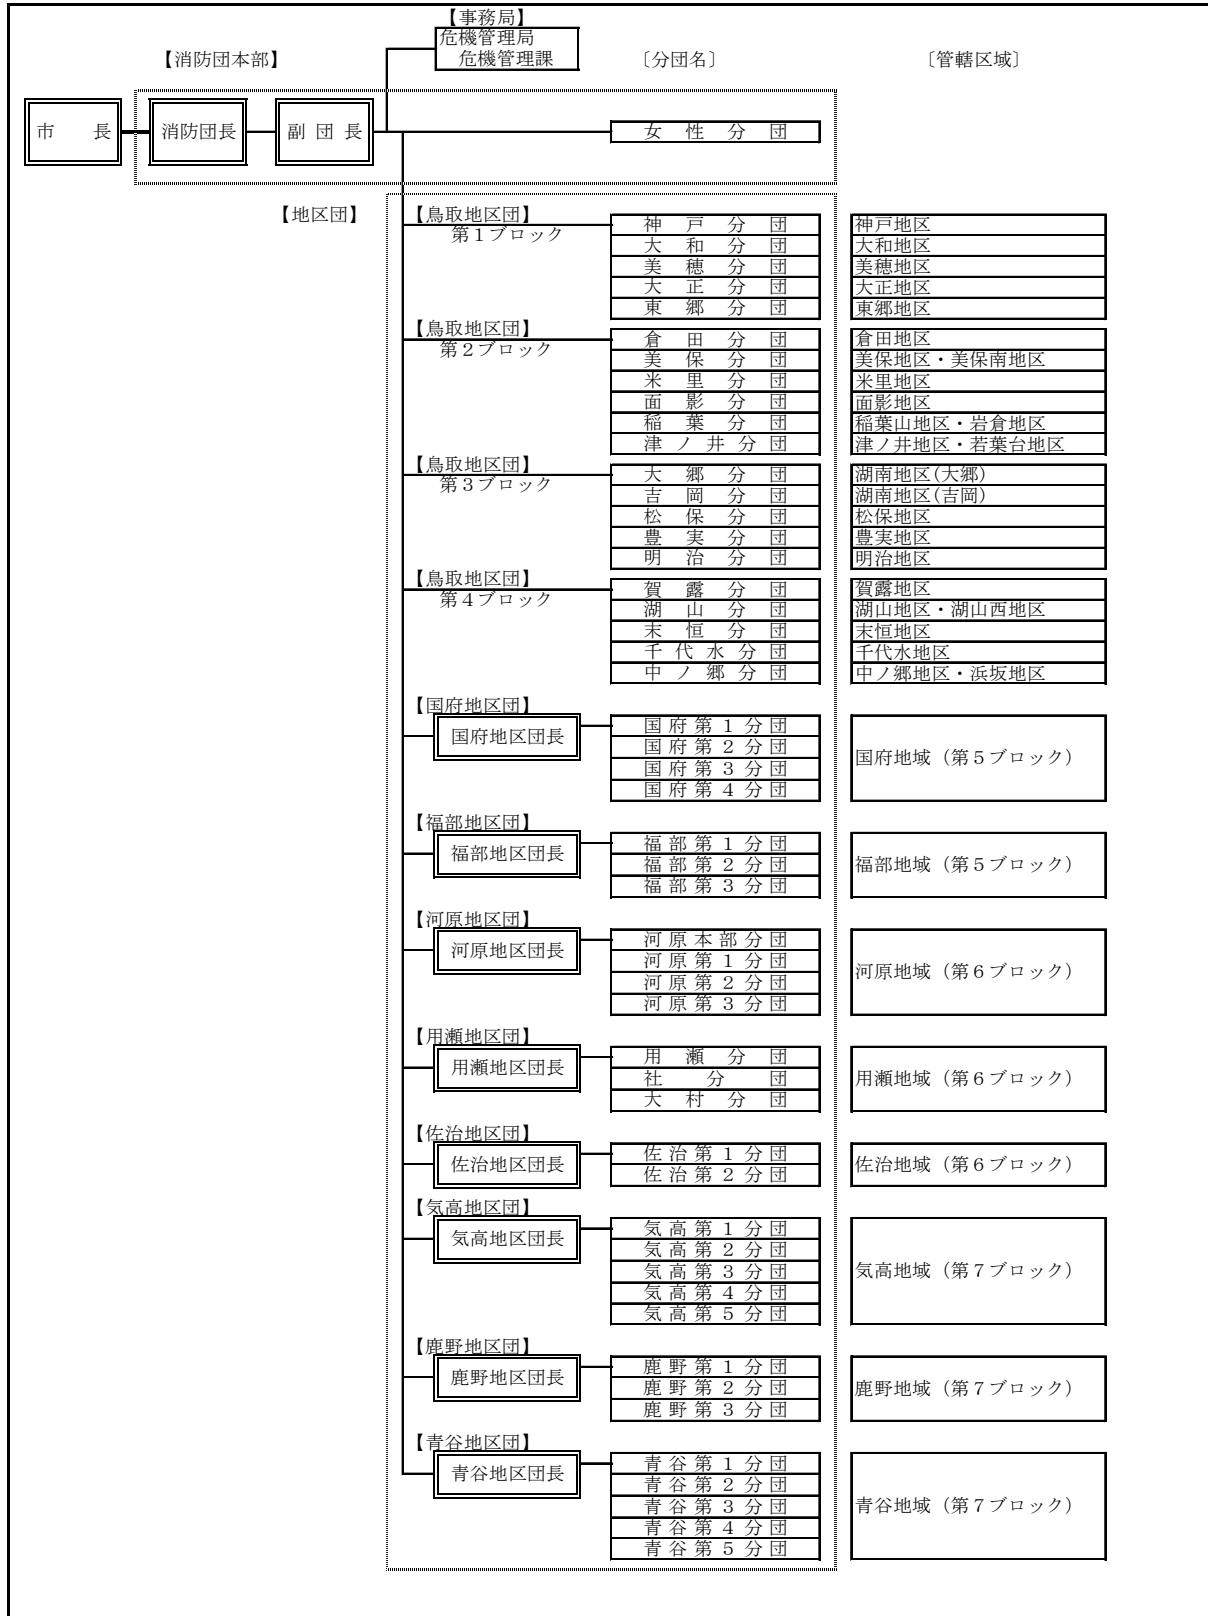 【事務局】
危機管理局
危機管理課
【消防団本部】
〔分団名〕
〔管轄区域〕
市　　長
消防団長
副 団 長
女　性　分　団
【地区団】
【鳥取地区団】
第１ブロック
神　戸　分　団　神戸地区
大　和　分　団　大和地区
美　穂　分　団　美穂地区
大　正　分　団　大正地区
東　郷　分　団　東郷地区
【鳥取地区団】
第２ブロック
倉　田　分　団　倉田地区
美　保　分　団　美保地区・美保南地区
米　里　分　団　米里地区
面　影　分　団　面影地区
稲　葉　分　団　稲葉山地区・岩倉地区
津ノ井分団　津ノ井地区・若葉台地区
【鳥取地区団】
第３ブロック
大　郷　分　団　湖南地区(大郷)
吉　岡　分　団　湖南地区(吉岡)
松　保　分　団　松保地区
豊　実　分　団　豊実地区
明　治　分　団　明治地区
【鳥取地区団】
第４ブロック
賀　露　分　団　賀露地区
湖　山　分　団　湖山地区・湖山西地区
末　恒　分　団　末恒地区
千代水分団　千代水地区
中ノ郷分団　中ノ郷地区・浜坂地区
【国府地区団】
国府地区団長
国府第１分団
国府第２分団
国府第３分団
国府第４分団
国府地域（第５ブロック）
【福部地区団】
福部地区団長
福部第１分団
福部第２分団
福部第３分団
福部地域（第５ブロック）
【河原地区団】
河原地区団長
河原本部分団
河原第１分団
河原第２分団
河原第３分団
河原地域（第６ブロック）
【用瀬地区団】
用瀬地区団長
用　瀬　分　団
社　　分　　団
大　村　分　団
用瀬地域（第６ブロック）
【佐治地区団】
佐治地区団長
佐治第１分団
佐治第２分団
佐治地域（第６ブロック）
【気高地区団】
気高地区団長
気高第１分団
気高第２分団
気高第３分団
気高第４分団
気高第５分団
気高地域（第７ブロック）
【鹿野地区団】
鹿野地区団長
鹿野第１分団
鹿野第２分団
鹿野第３分団
鹿野地域（第７ブロック）
【青谷地区団】
青谷地区団長
青谷第１分団
青谷第２分団
青谷第３分団
青谷第４分団
青谷第５分団
青谷地域（第７ブロック）